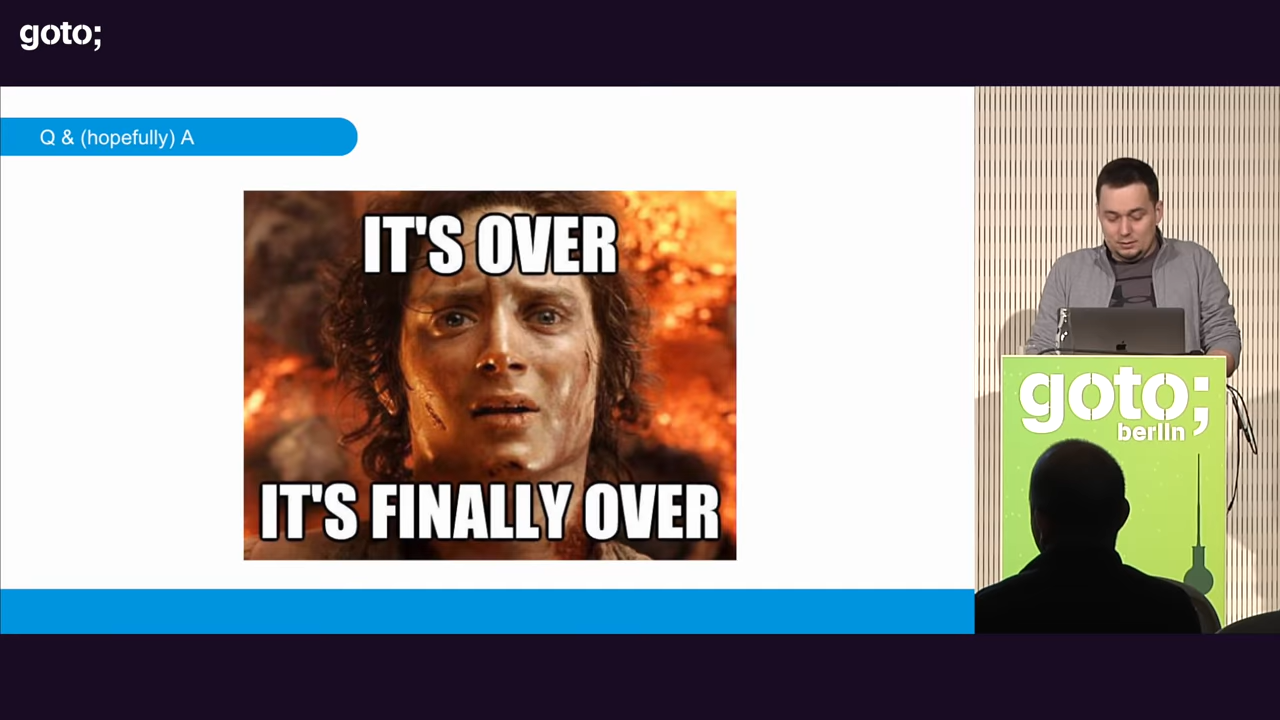 goto;
Q & (hopefully) A
IT'S OVER
IT'S FINALLY OVER
goto;
berlin